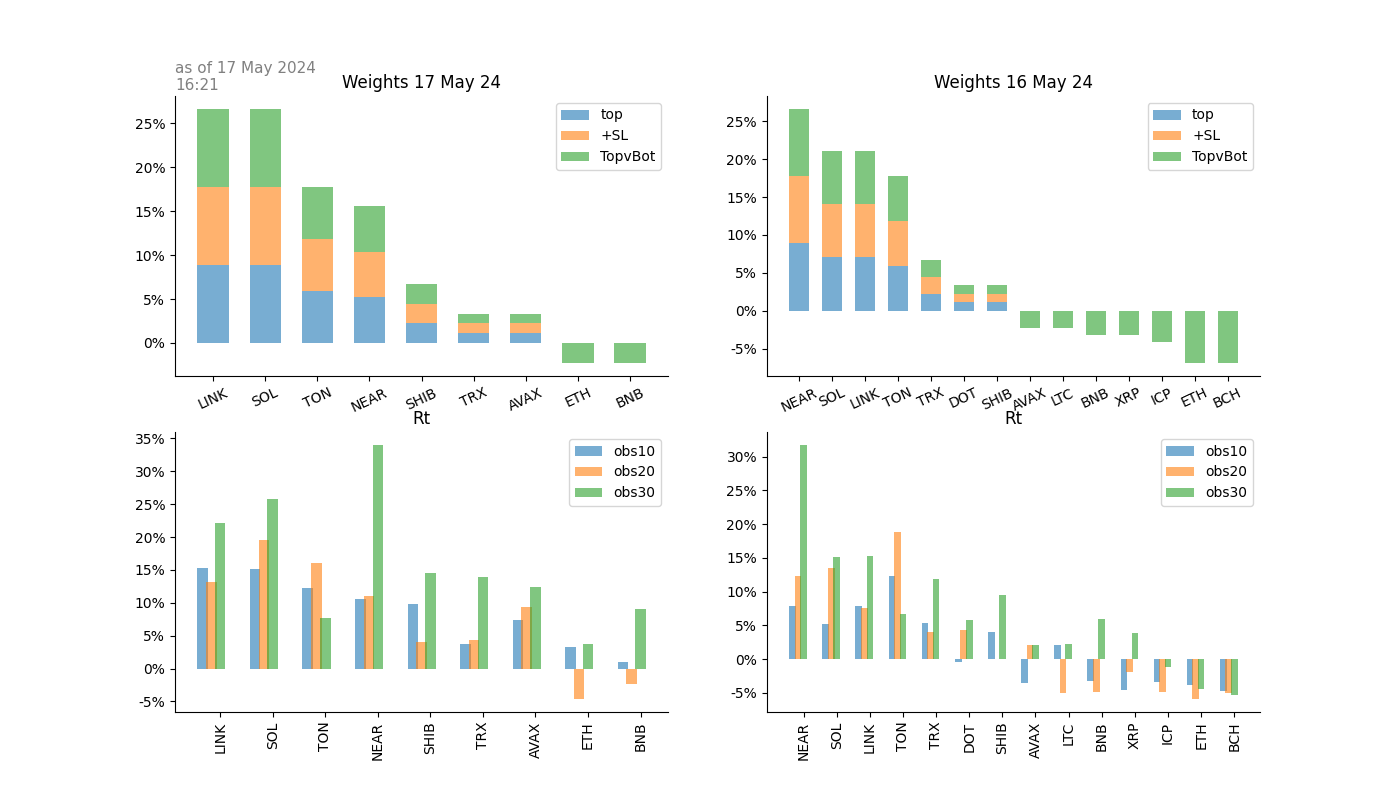 as of 17 May 2024
16:21
Weights 17 May 24
25%
20%
15%
10%
5%
0%
top
+SL
TopvBot
LINK SOL TON NEAR SHIB TRX AVAX ETH BNB
Weights 16 May 24
25%
20%
15%
10%
5%
0%
-5%
top
+SL
TopvBot
NEAR SOL LINK TON TRX DOT SHIB AVAX LTC BNB XRP ICP ETH BCH
Rt
35%
30%
25%
20%
15%
10%
5%
0%
-5%
obs10
obs20
obs30
LINK SOL TON NEAR SHIB TRX AVAX ETH BNB
Rt
30%
25%
20%
15%
10%
5%
0%
-5%
obs10
obs20
obs30
NEAR SOL LINK TON TRX DOT SHIB AVAX LTC BNB XRP ICP ETH BCH